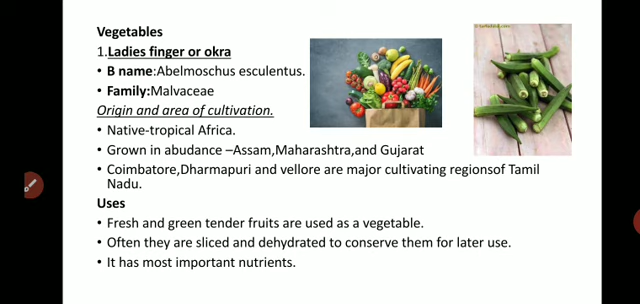 Vegetables
1.Ladies finger or okra
• B name:Abelmoschus esculentus.
• Family:Malvaceae
Origin and area of cultivation.
• Native-tropical Africa.
• Grown in abudance –Assam,Maharashtra,and Gujarat
• Coimbatore,Dharmapuri and vellore are major cultivating regionsof Tamil
Nadu.
Uses
• Fresh and green tender fruits are used as a vegetable.
• Often they are sliced and dehydrated to conserve them for later use.
• It has most important nutrients.